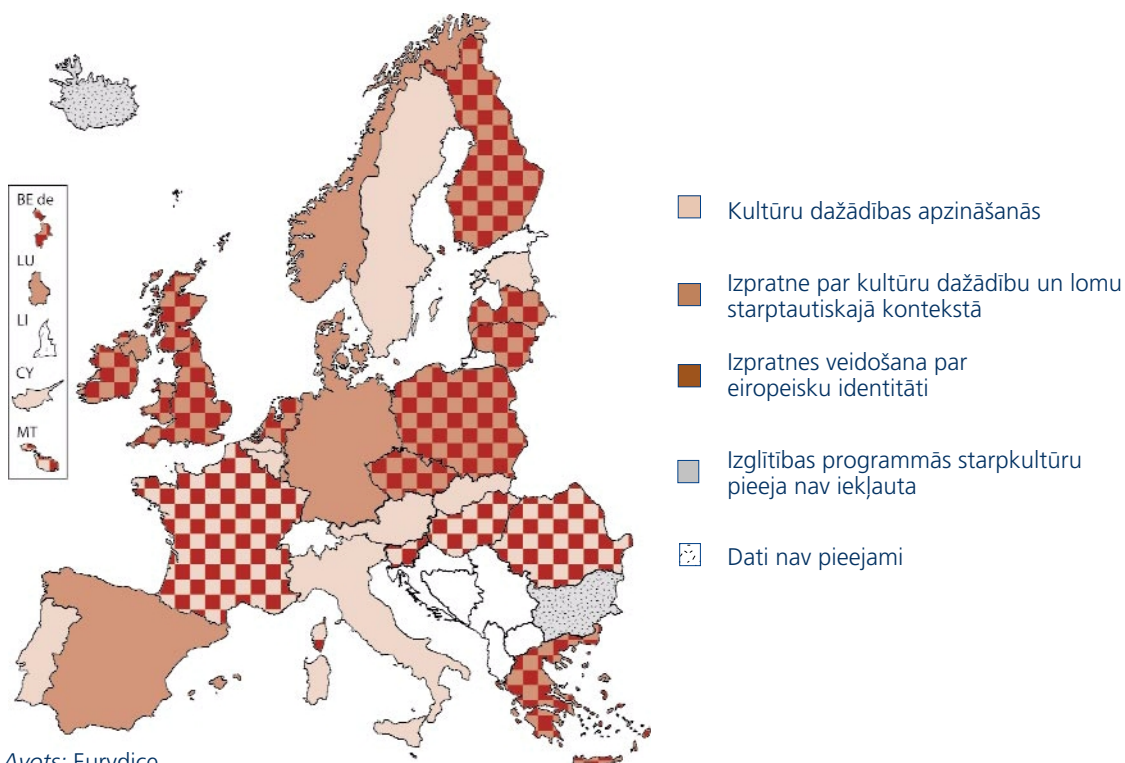 BE de
LU
LI
CY
MT
Kultūru dažādības apzināšanās
Izpratne par kultūru dažādību un lomu
starptautiskajā kontekstā
Izpratnes veidošana par
eiropeisku identitāti
Izglītības programmās starpkultūru
pieeja nav iekļauta
Dati nav pieejami
Avots: Eurydice